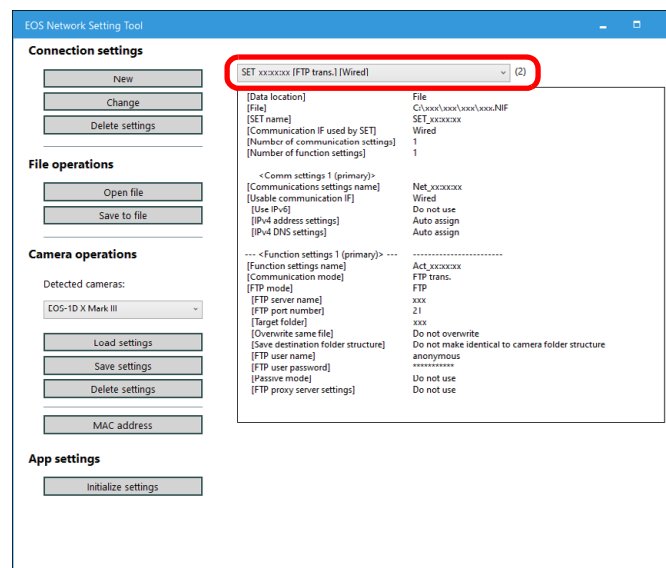 EOS Network Setting Tool
Connection settings
New
Change
Delete settings
File operations
Open file
Save to file
Camera operations
Detected cameras:
EOS-1D X Mark III
Load settings
Save settings
Delete settings
MAC address
App settings
Initialize settings
SET xx:xx:xx [FTP trans.] [Wired] (2)
[Data location] File
[File] C:\xxx\xxx\xxx\xxx.NIF
[SET name] SET_xx:xx:xx
[Communication IF used by SET] Wired
[Number of communication settings] 1
[Number of function settings] 1
<Comm settings 1 (primary)>
[Communications settings name] Net_xx:xx:xx
[Usable communication IF] Wired
[Use IPv6] Do not use
[IPv4 address settings] Auto assign
[IPv4 DNS settings] Auto assign
--- <Function settings 1 (primary)> --- ------------------------
[Function settings name] Act_xx:xx:xx
[Communication mode] FTP trans.
[FTP mode] FTP
[FTP server name] xxx
[FTP port number] 21
[Target folder] xxx
[Overwrite same file] Do not overwrite
[Save destination folder structure] Do not make identical to camera folder structure
[FTP user name] anonymous
[FTP user password] ***********
[Passive mode] Do not use
[FTP proxy server settings] Do not use